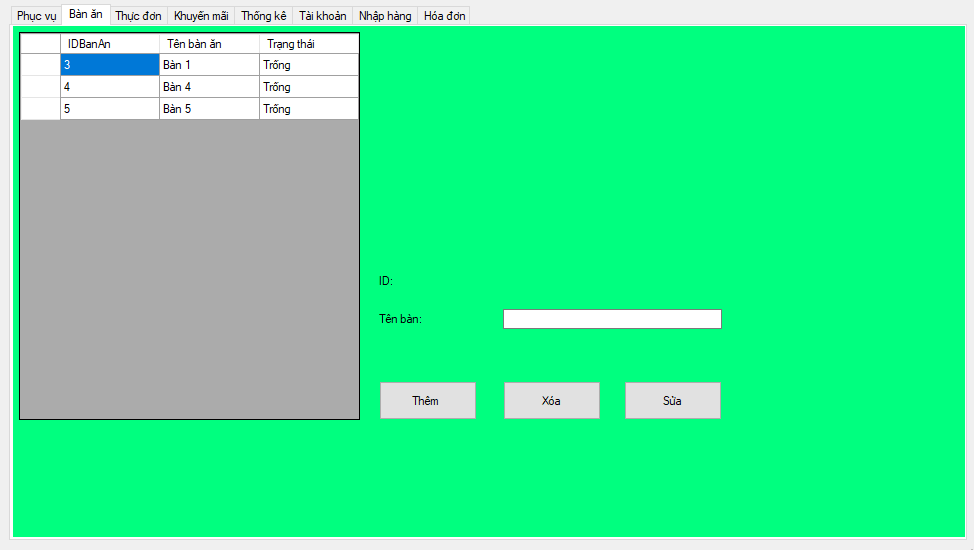 Phục vụ Bàn ăn Thực đơn Khuyến mãi Thống kê Tài khoản Nhập hàng Hóa đơn
IDBanAn Tên bàn ăn Trạng thái
3 Bàn 1 Trống
4 Bàn 4 Trống
5 Bàn 5 Trống
ID:
Tên bàn:
Thêm Xóa Sửa